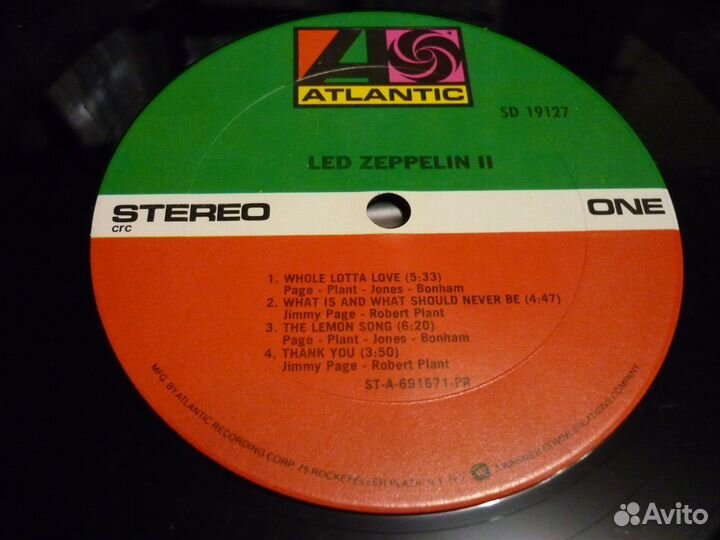 ATLANTIC
SD 19127
LED ZEPPELIN II
STEREO
ONE
crc
1. WHOLE LOTTA LOVE (5:33)
Page - Plant - Jones - Bonham
2. WHAT IS AND WHAT SHOULD NEVER BE (4:47)
Jimmy Page - Robert Plant
3. THE LEMON SONG (6:20)
Page - Plant - Jones - Bonham
4. THANK YOU (3:50)
Jimmy Page - Robert Plant
ST-A-691671-PR
MFG. BY ATLANTIC RECORDING CORP. 75 ROCKEFELLER PLAZA, N.Y. N.Y. A WARNER COMMUNICATIONS COMPANY
Avito